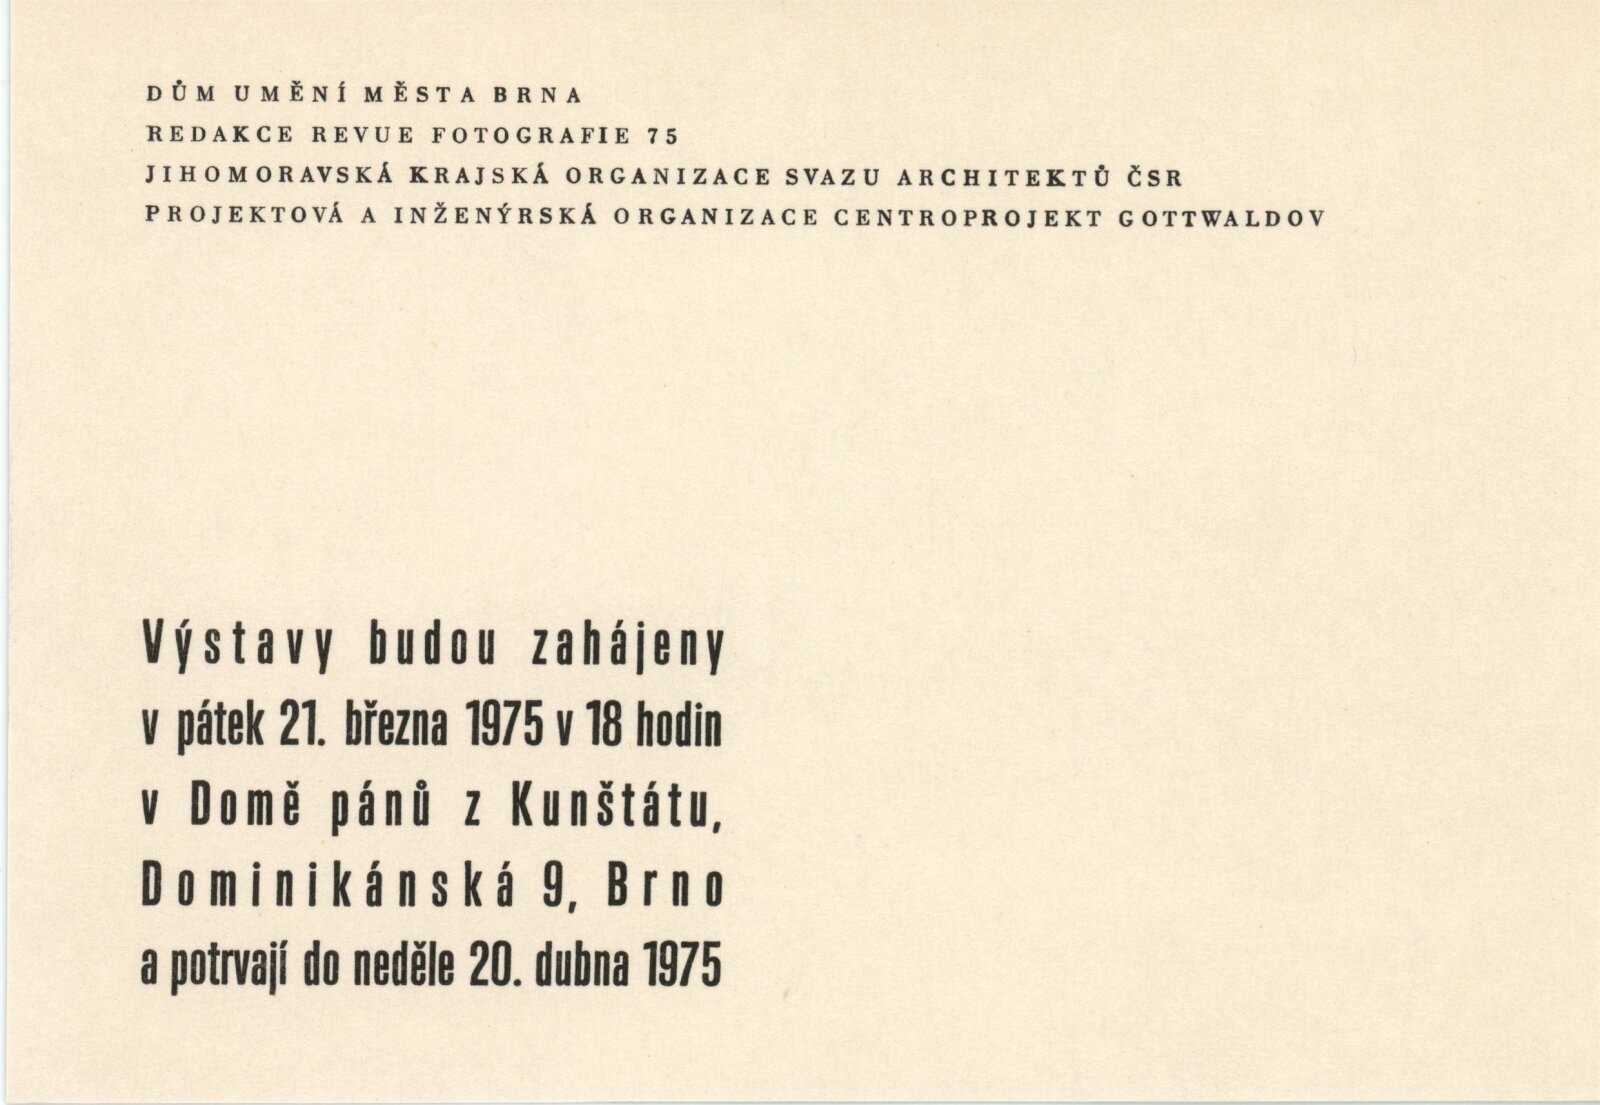 DŮM UMĚNÍ MĚSTA BRNA
REDAKCE REVUE FOTOGRAFIE 75
JIHOMORAVSKÁ KRAJSKÁ ORGANIZACE SVAZU ARCHITEKTŮ ČSR
PROJEKTOVÁ A INŽENÝRSKÁ ORGANIZACE CENTROPROJEKT GOTTWALDOV
Výstavy budou zahájeny
v pátek 21. března 1975 v 18 hodin
v Domě pánů z Kunštátu,
Dominikánská 9, Brno
a potrvají do neděle 20. dubna 1975